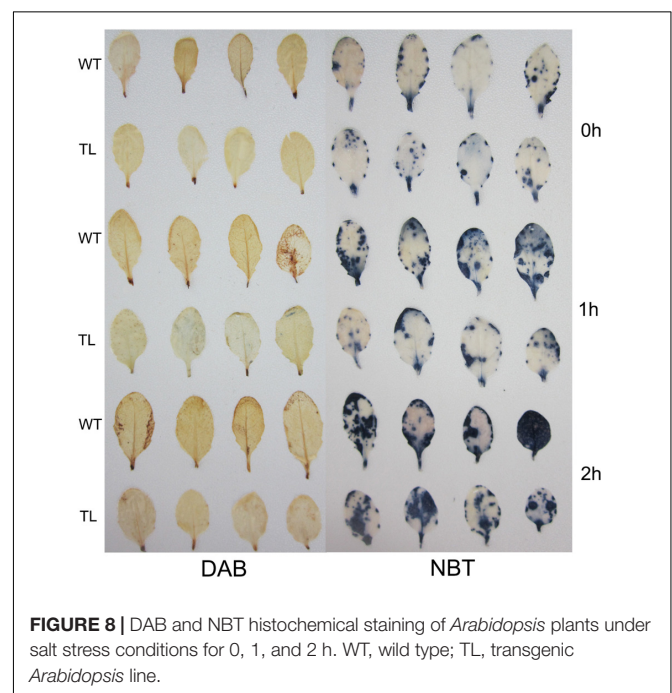 WT
0h
TL
WT
1h
TL
WT
2h
TL
DAB NBT
FIGURE 8 | DAB and NBT histochemical staining of Arabidopsis plants under
salt stress conditions for 0, 1, and 2 h. WT, wild type; TL, transgenic
Arabidopsis line.